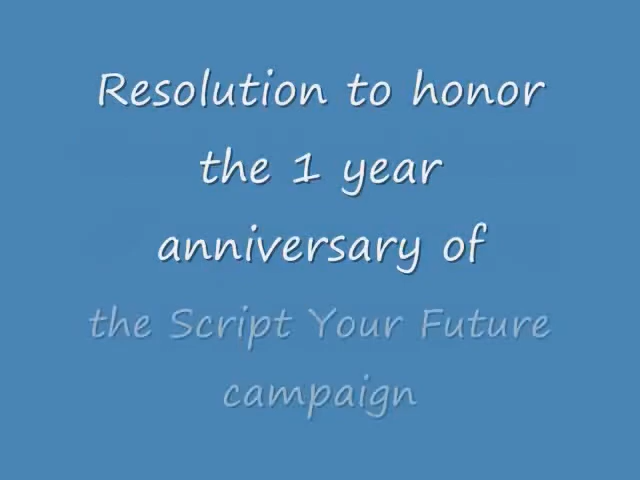 Resolution to honor
the 1 year
anniversary of
the Script Your Future
campaign